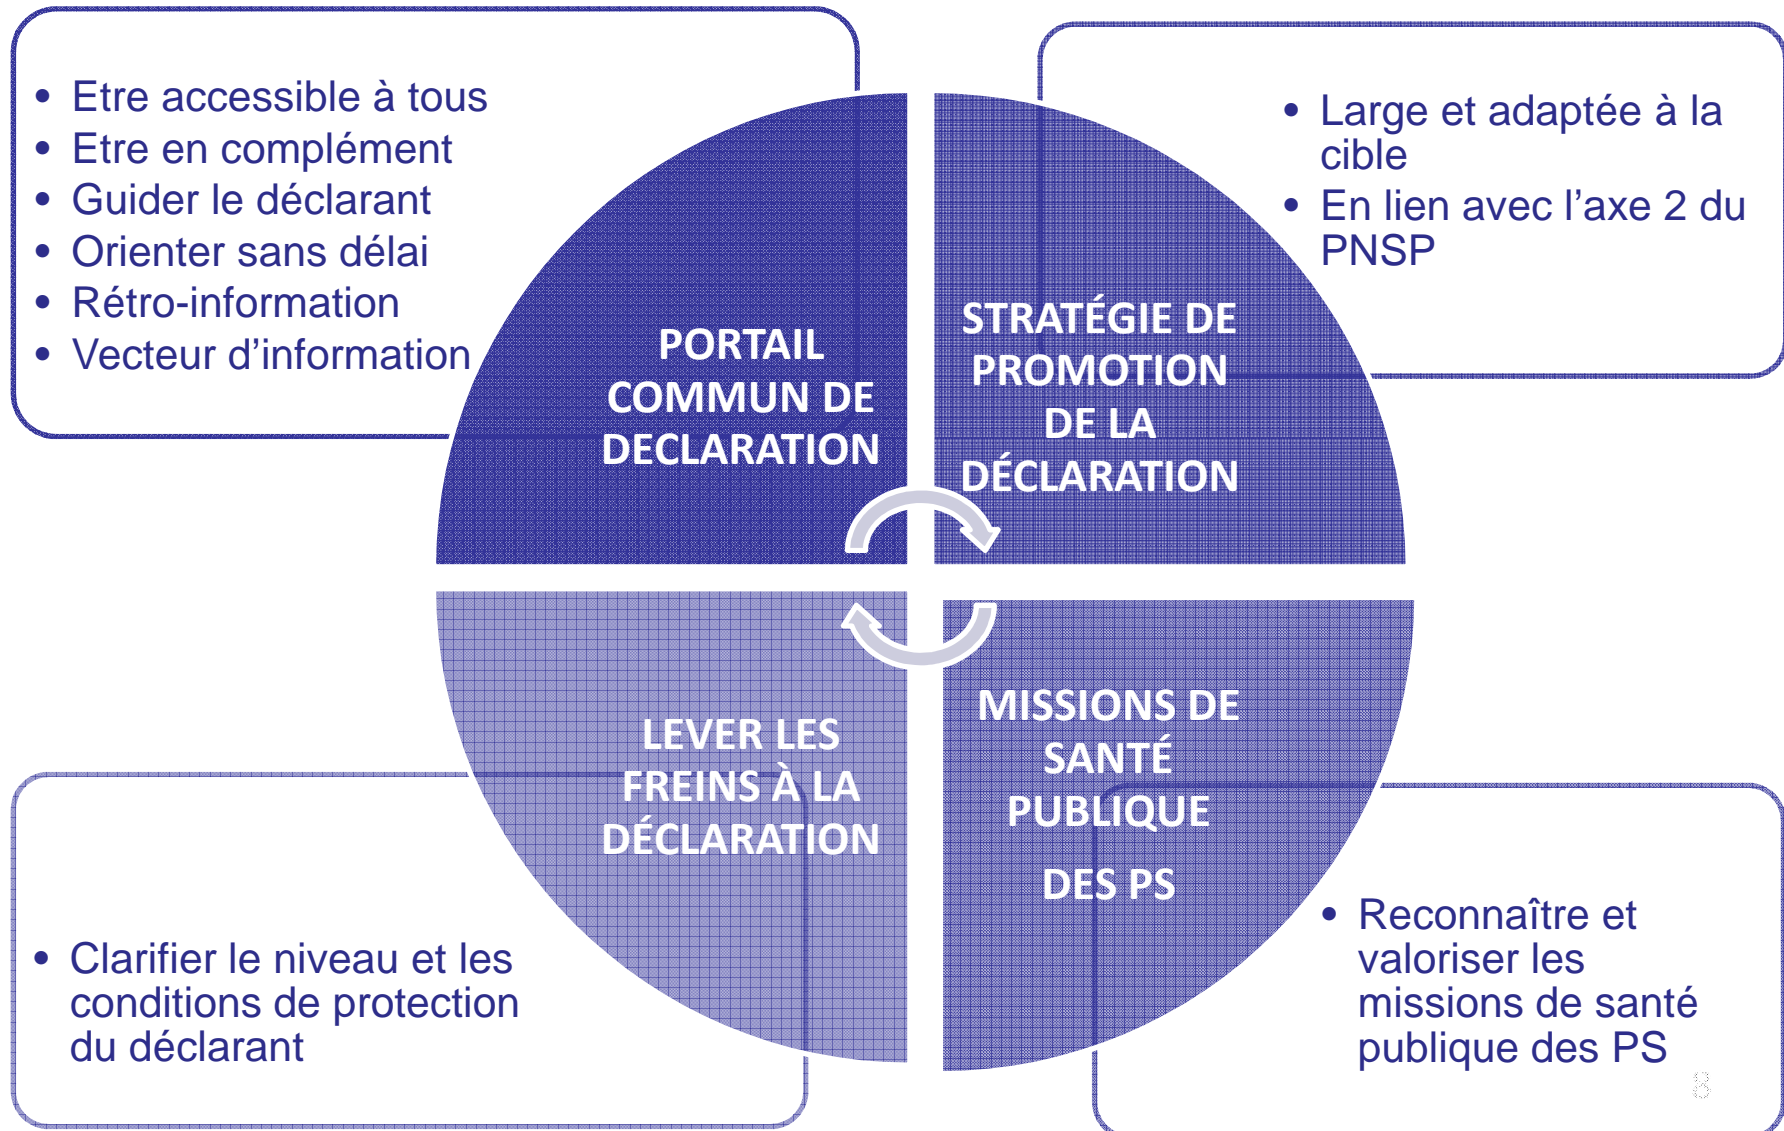 • Etre accessible à tous
• Etre en complément
• Guider le déclarant
• Orienter sans délai
• Rétro-information
• Vecteur d'information
PORTAIL
COMMUN DE
DECLARATION
• Large et adaptée à la
cible
• En lien avec l'axe 2 du
PNSP
STRATÉGIE DE
PROMOTION
DE LA
DÉCLARATION
LEVER LES
FREINS À LA
DÉCLARATION
• Clarifier le niveau et les
conditions de protection
du déclarant
MISSIONS DE
SANTÉ
PUBLIQUE
DES PS
• Reconnaître et
valoriser les
missions de santé
publique des PS
8